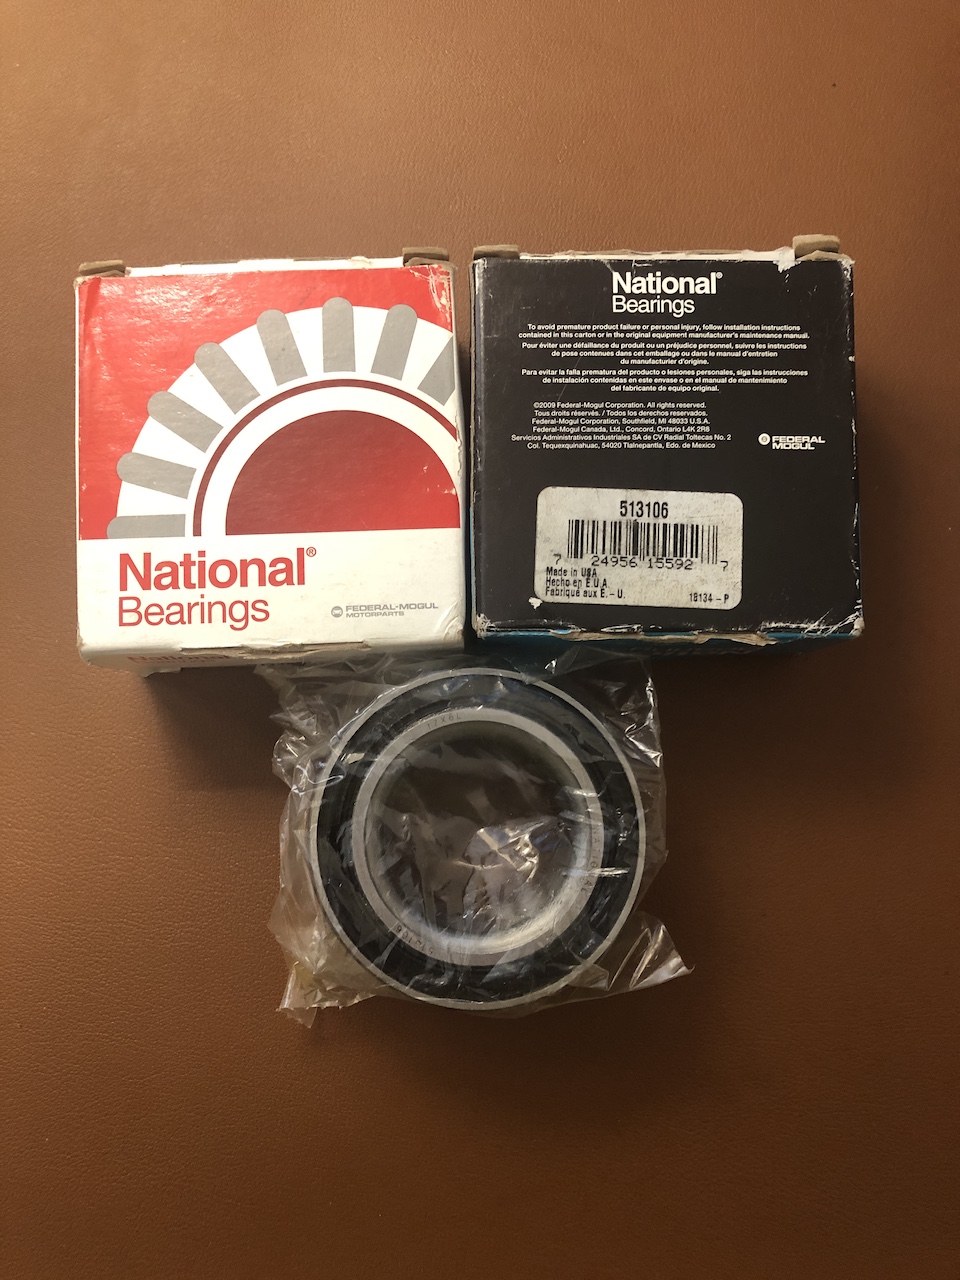 National®
Bearings
FEDERAL-MOGUL
MOTORPARTS
National®
Bearings
To avoid premature product failure or personal injury, follow installation instructions
contained in this carton or in the original equipment manufacturer's maintenance manual.
Pour éviter une défaillance du produit ou un préjudice personnel, suivre les instructions
de pose contenues dans cet emballage ou dans le manuel d'entretien
du manufacturier d'origine.
Para evitar la falla prematura del producto o lesiones personales, siga las instrucciones
de instalación contenidas en este envase o en el manual de mantenimiento
del fabricante de equipo original.
©2009 Federal-Mogul Corporation. All rights reserved.
Tous droits réservés. / Todos los derechos reservados.
Federal-Mogul Corporation, Southfield, MI 48033 U.S.A.
Federal-Mogul Canada, Ltd., Concord, Ontario L4K 2R8
Servicios Administrativos Industriales SA de CV Radial Toltecas No. 2
Col. Tequexquinahuac, 54020 Tlalnepantla, Edo. de Mexico
FEDERAL
MOGUL
513106
7 24956 15592 7
Made in USA
Hecho en E.U.A.
Fabriqué aux E.-U.
18134-P
NATIONAL